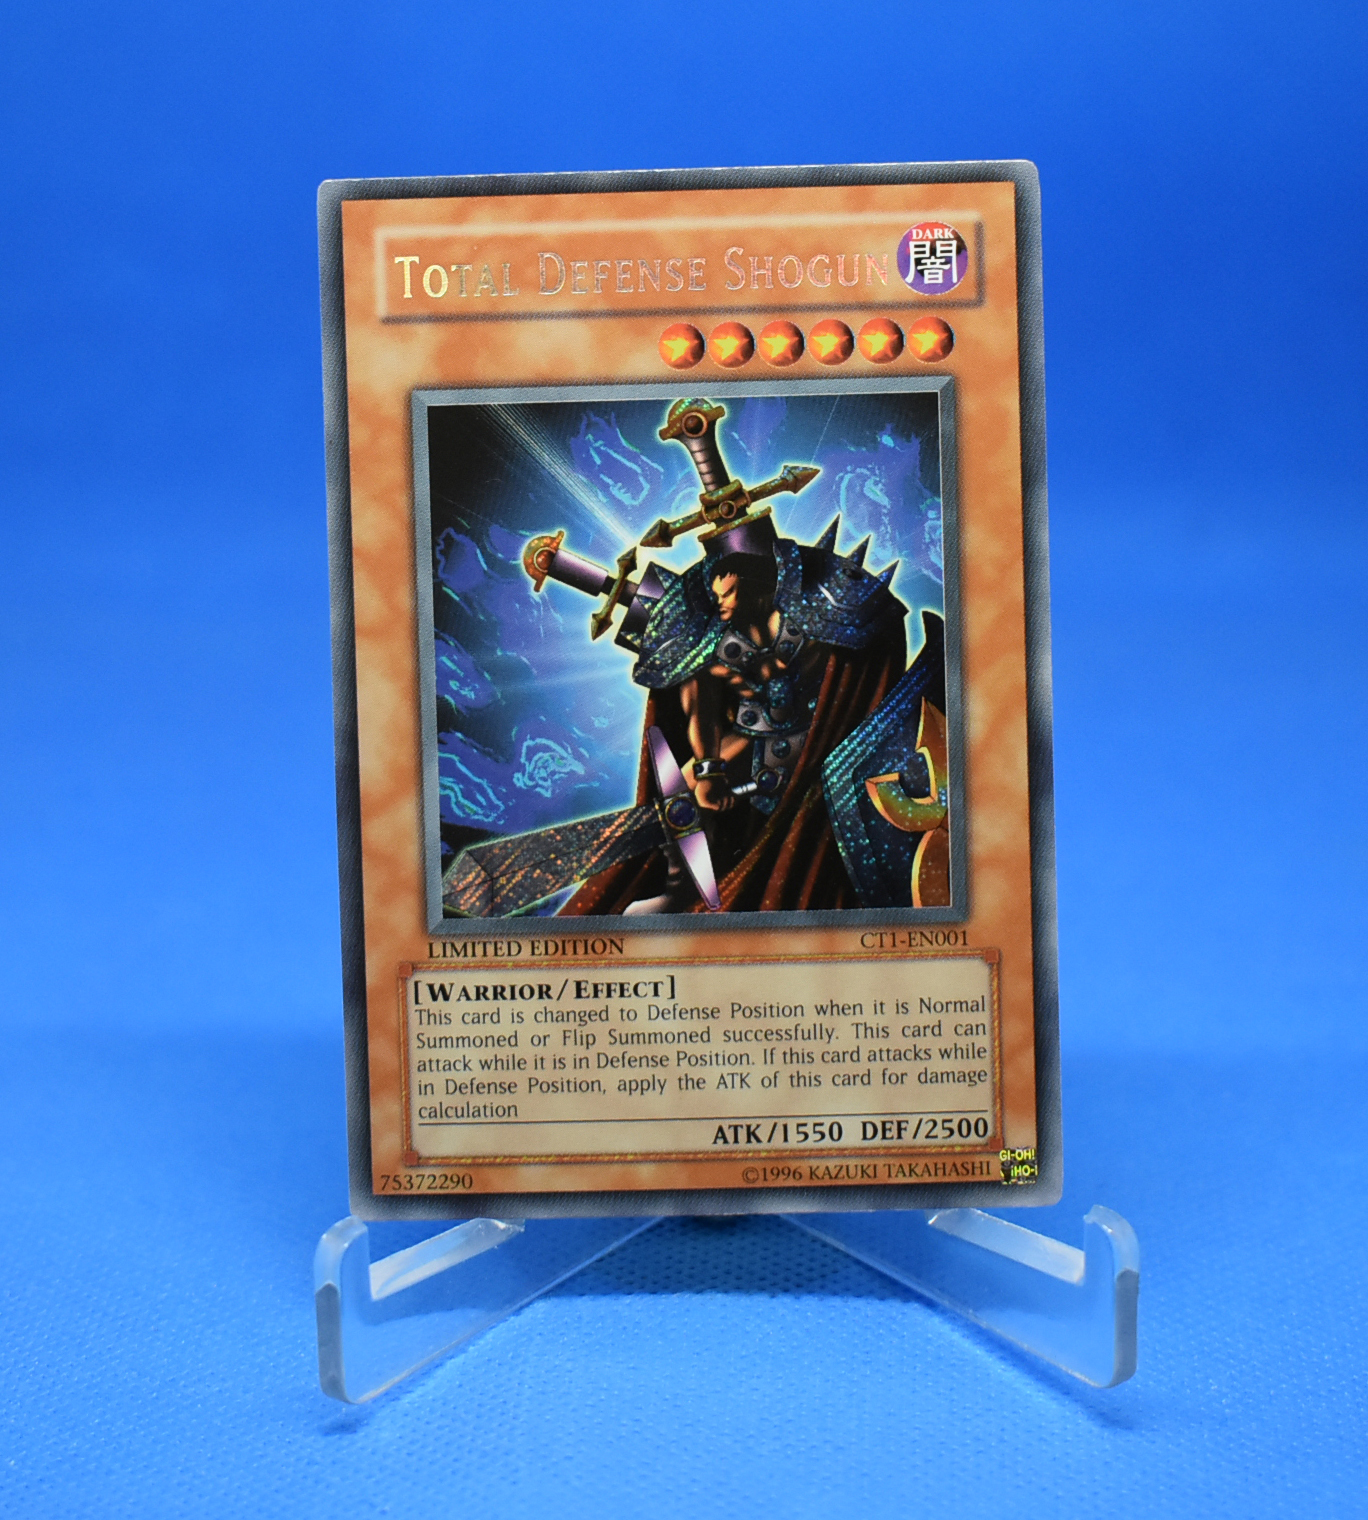 TOTAL DEFENSE SHOGUN
DARK
闇
LIMITED EDITION
CT1-EN001
[WARRIOR/EFFECT]
This card is changed to Defense Position when it is Normal
Summoned or Flip Summoned successfully. This card can
attack while it is in Defense Position. If this card attacks while
in Defense Position, apply the ATK of this card for damage
calculation
ATK/1550 DEF/2500
75372290
©1996 KAZUKI TAKAHASHI
GI-OH!